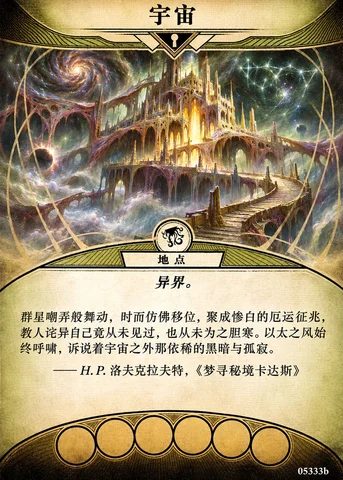 宇宙
地点
异界。
群星嘲弄般舞动，时而仿佛移位，聚成惨白的厄运征兆，
教人诧异自己竟从未见过，也从未为之胆寒。以太之风始
终呼啸，诉说着宇宙之外那依稀的黑暗与孤寂。
—— H. P. 洛夫克拉夫特，《梦寻秘境卡达斯》
05333b